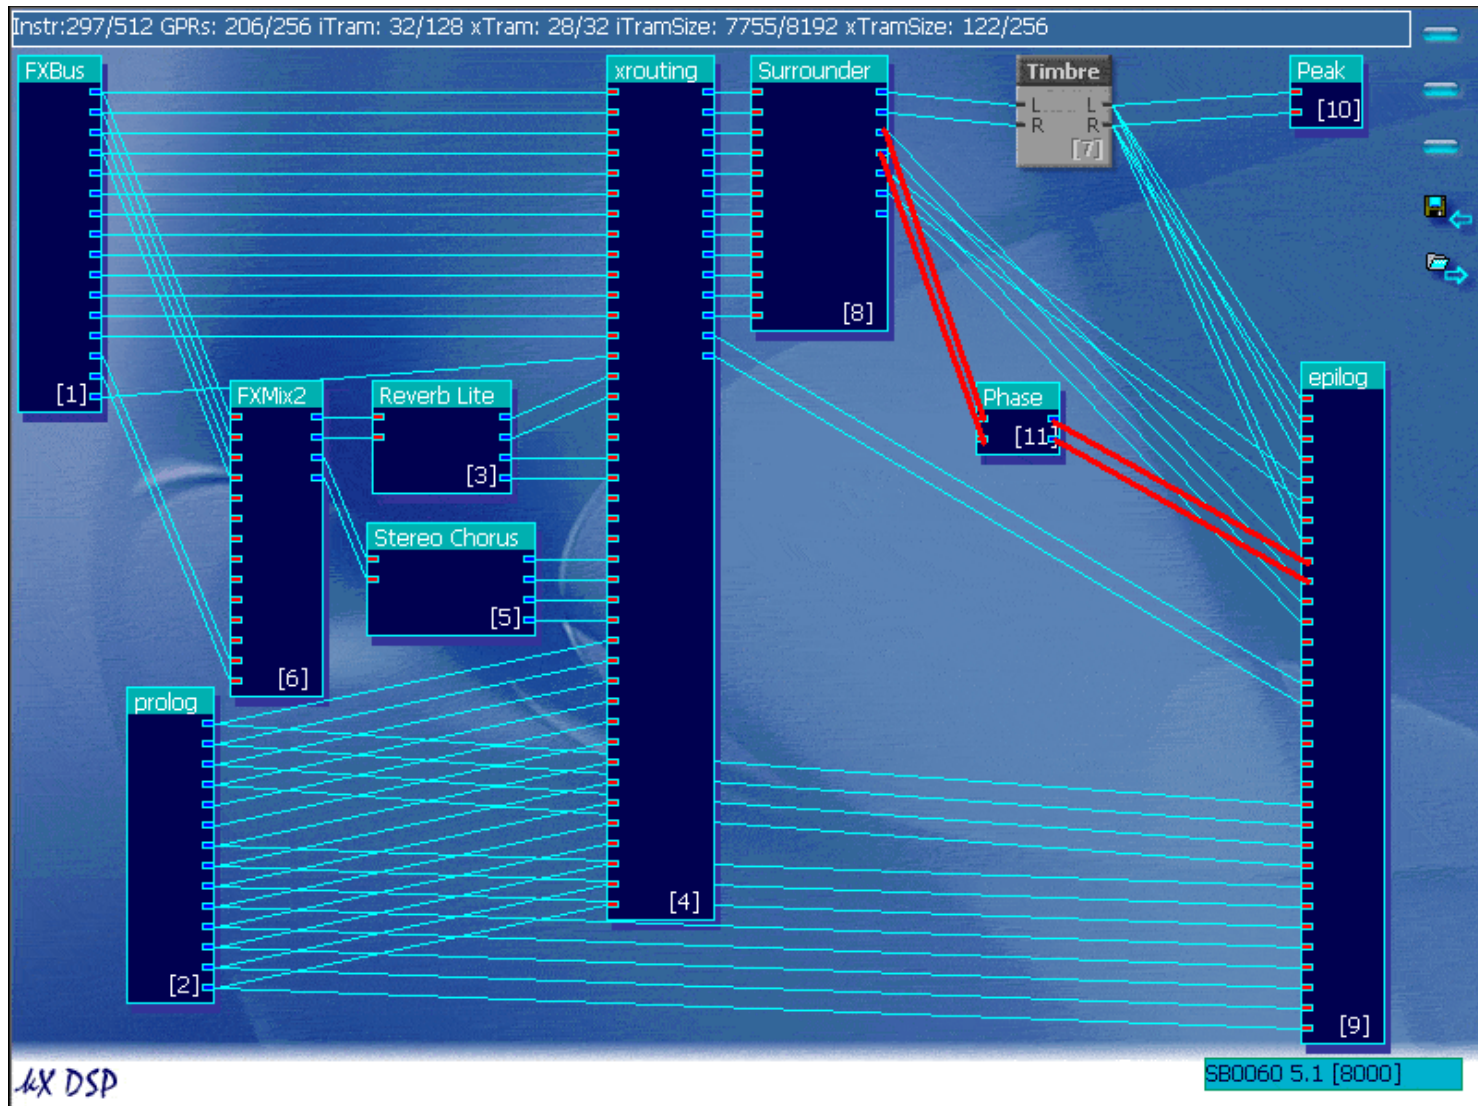 Instr:297/512 GPRs: 206/256 iTram: 32/128 xTram: 28/32 iTramSize: 7755/8192 xTramSize: 122/256
FXBus
xrouting
Surrounder
Timbre
Peak
L L
R R
[7]
[10]
[8]
[1]
FXMix2
Reverb Lite
[3]
Phase
[11]
epilog
Stereo Chorus
[5]
[6]
prolog
[2]
[4]
[9]
kX DSP
SB0060 5.1 [8000]